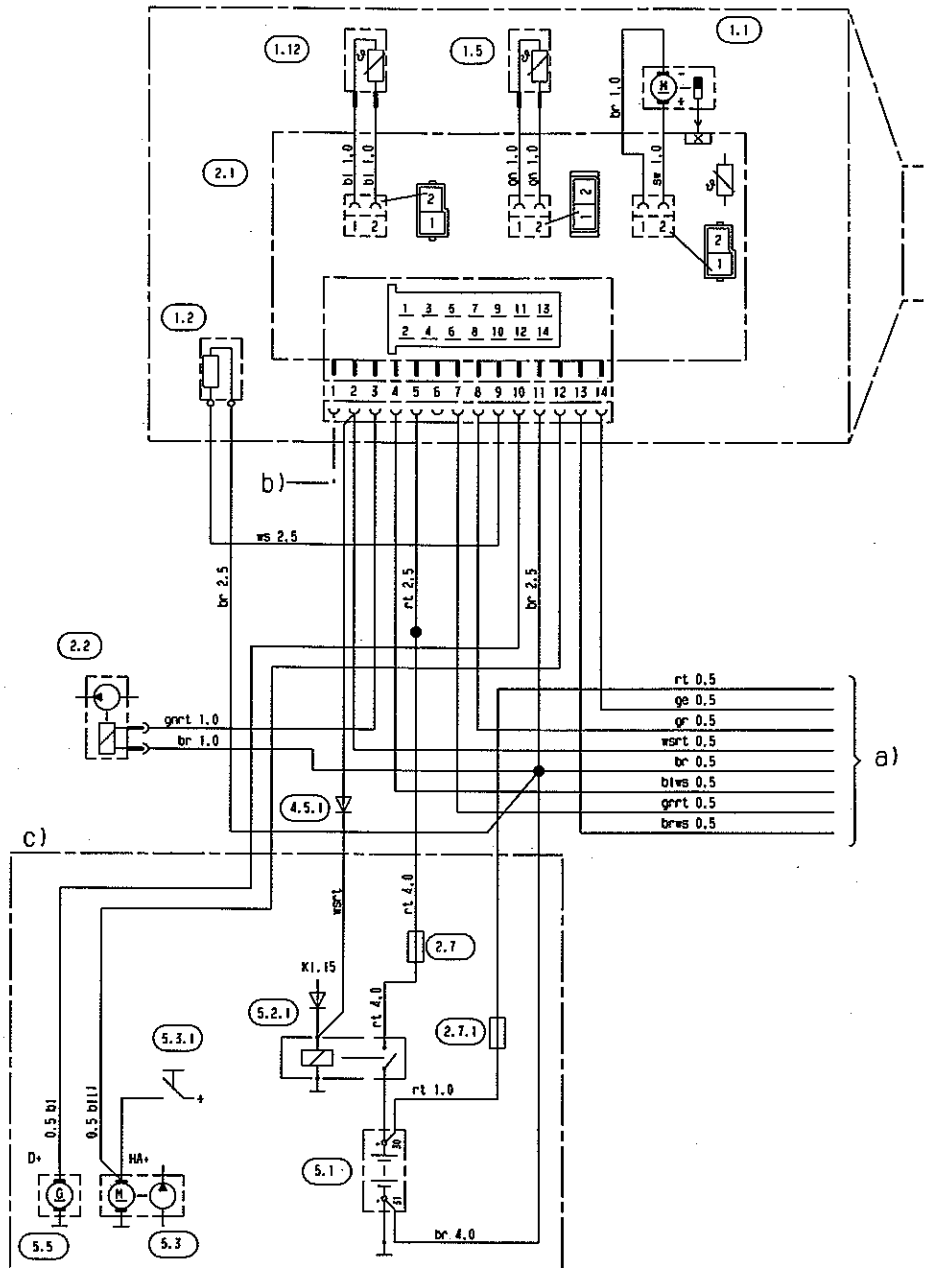 1.12
1.5
1.1
M
-
+
br 1.0
sw 1.0
bl 1.0
bl 1.0
gn 1.0
gn 1.0
2.1
1 2
2
1
1 2
2
1
1 2
2
1
1.2
1 3 5 7 9 11 13
2 4 6 8 10 12 14
1 2 3 4 5 6 7 8 9 10 11 12 13 14
b)
ws 2.5
br 2.5
rt 2.5
br 2.5
2.2
gnrt 1.0
br 1.0
rt 0.5
ge 0.5
gr 0.5
wsrt 0.5
br 0.5
blws 0.5
grrt 0.5
brws 0.5
a)
4.5.1
c)
wsrt
rt 4.0
2.7
K1.15
5.2.1
rt 4.0
2.7.1
5.3.1
+
rt 1.0
0.5 bl
0.5 blli
D+
HA+
30
+
5.1
-
31
G
M
5.5
5.3
br 4.0